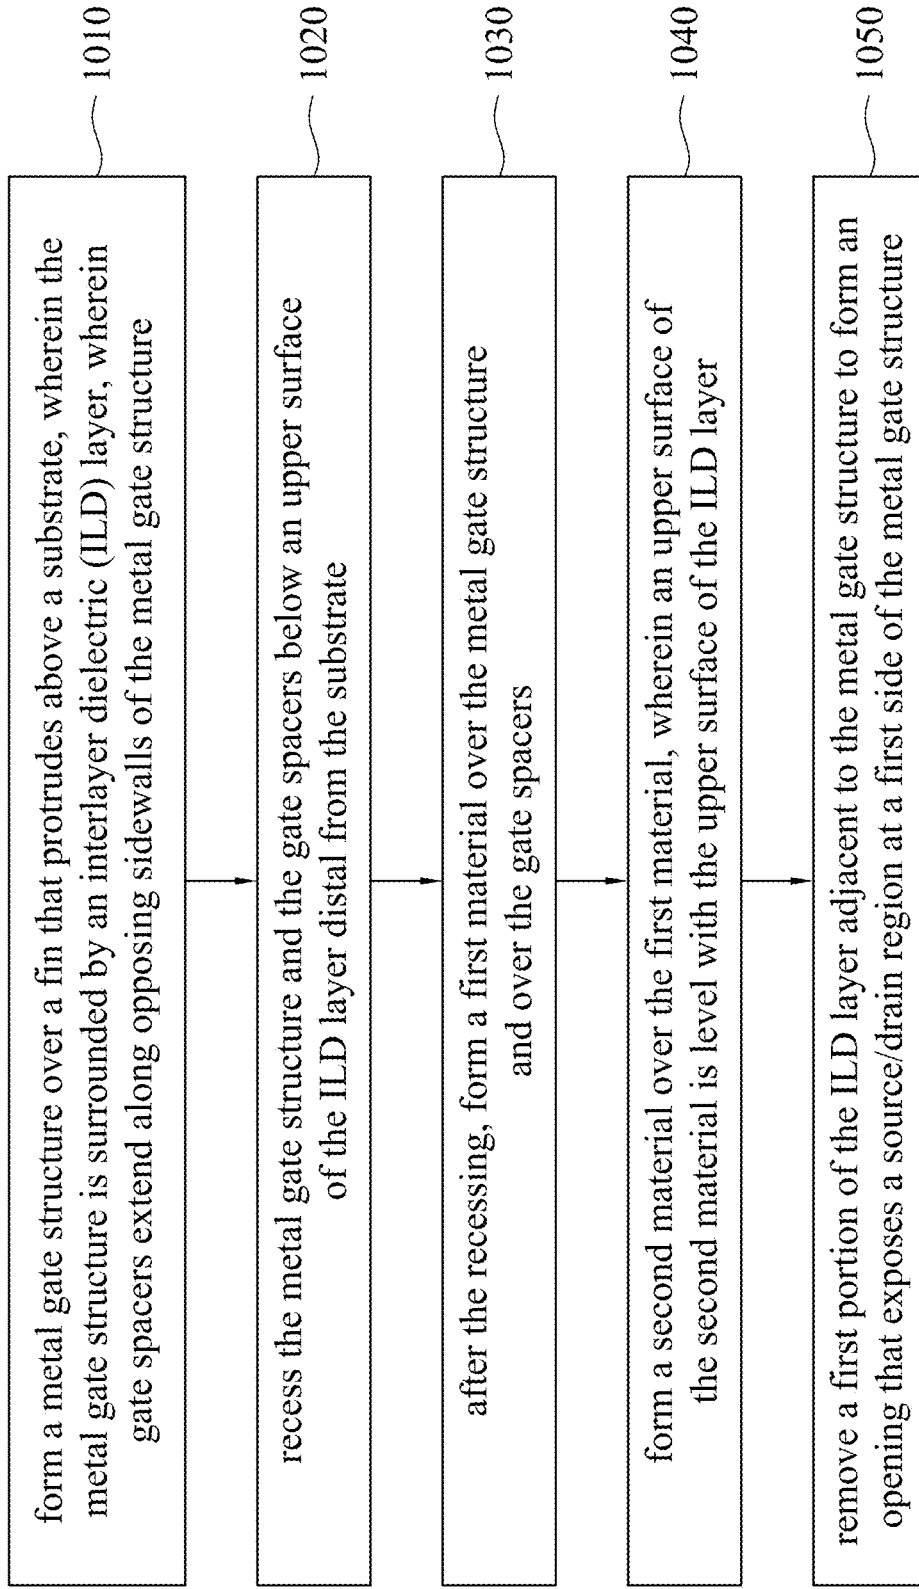 form a metal gate structure over a fin that protrudes above a substrate, wherein the
metal gate structure is surrounded by an interlayer dielectric (ILD) layer, wherein
gate spacers extend along opposing sidewalls of the metal gate structure
1010
recess the metal gate structure and the gate spacers below an upper surface
of the ILD layer distal from the substrate
1020
after the recessing, form a first material over the metal gate structure
and over the gate spacers
1030
form a second material over the first material, wherein an upper surface of
the second material is level with the upper surface of the ILD layer
1040
remove a first portion of the ILD layer adjacent to the metal gate structure to form an
opening that exposes a source/drain region at a first side of the metal gate structure
1050